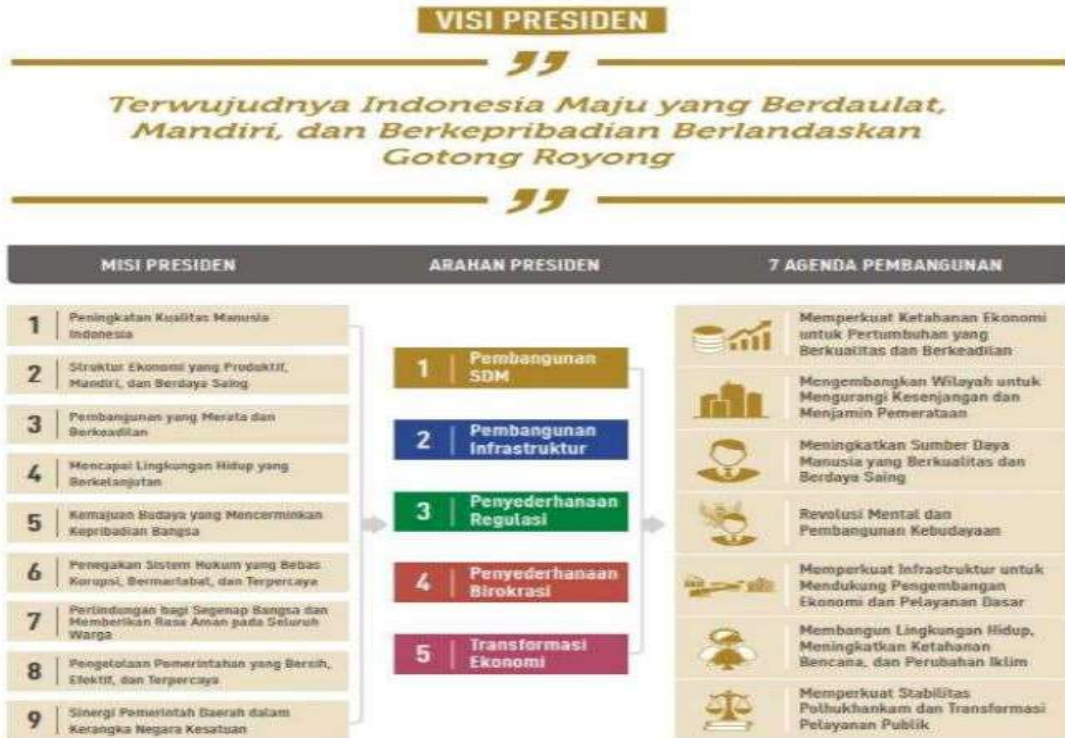 VISI PRESIDEN
Terwujudnya Indonesia Maju yang Berdaulat,
Mandiri, dan Berkepribadian Berlandaskan
Gotong Royong
MISI PRESIDEN
1 Peningkatan Kualitas Manusia
Indonesia
2 Struktur Ekonomi yang Produktif,
Mandiri, dan Berdaya Saing
3 Pembangunan yang Merata dan
Berkeadilan
4 Mencapai Lingkungan Hidup yang
Berkelanjutan
5 Kemajuan Budaya yang Mencerminkan
Kepribadian Bangsa
6 Penegakan Sistem Hukum yang Bebas
Korupsi, Bermartabat, dan Terpercaya
7 Perlindungan bagi Segenap Bangsa dan
Memberikan Rasa Aman pada Seluruh
Warga
8 Pengelolaan Pemerintahan yang Bersih,
Efektif, dan Terpercaya
9 Sinergi Pemerintah Daerah dalam
Kerangka Negara Kesatuan
ARAHAN PRESIDEN
1 Pembangunan
SDM
2 Pembangunan
Infrastruktur
3 Penyederhanaan
Regulasi
4 Penyederhanaan
Birokrasi
5 Transformasi
Ekonomi
7 AGENDA PEMBANGUNAN
Memperkuat Ketahanan Ekonomi
untuk Pertumbuhan yang
Berkualitas dan Berkeadilan
Mengembangkan Wilayah untuk
Mengurangi Kesenjangan dan
Menjamin Pemerataan
Meningkatkan Sumber Daya
Manusia yang Berkualitas dan
Berdaya Saing
Revolusi Mental dan
Pembangunan Kebudayaan
Memperkuat Infrastruktur untuk
Mendukung Pengembangan
Ekonomi dan Pelayanan Dasar
Membangun Lingkungan Hidup,
Meningkatkan Ketahanan
Bencana, dan Perubahan Iklim
Memperkuat Stabilitas
Polhukhankam dan Transformasi
Pelayanan Publik